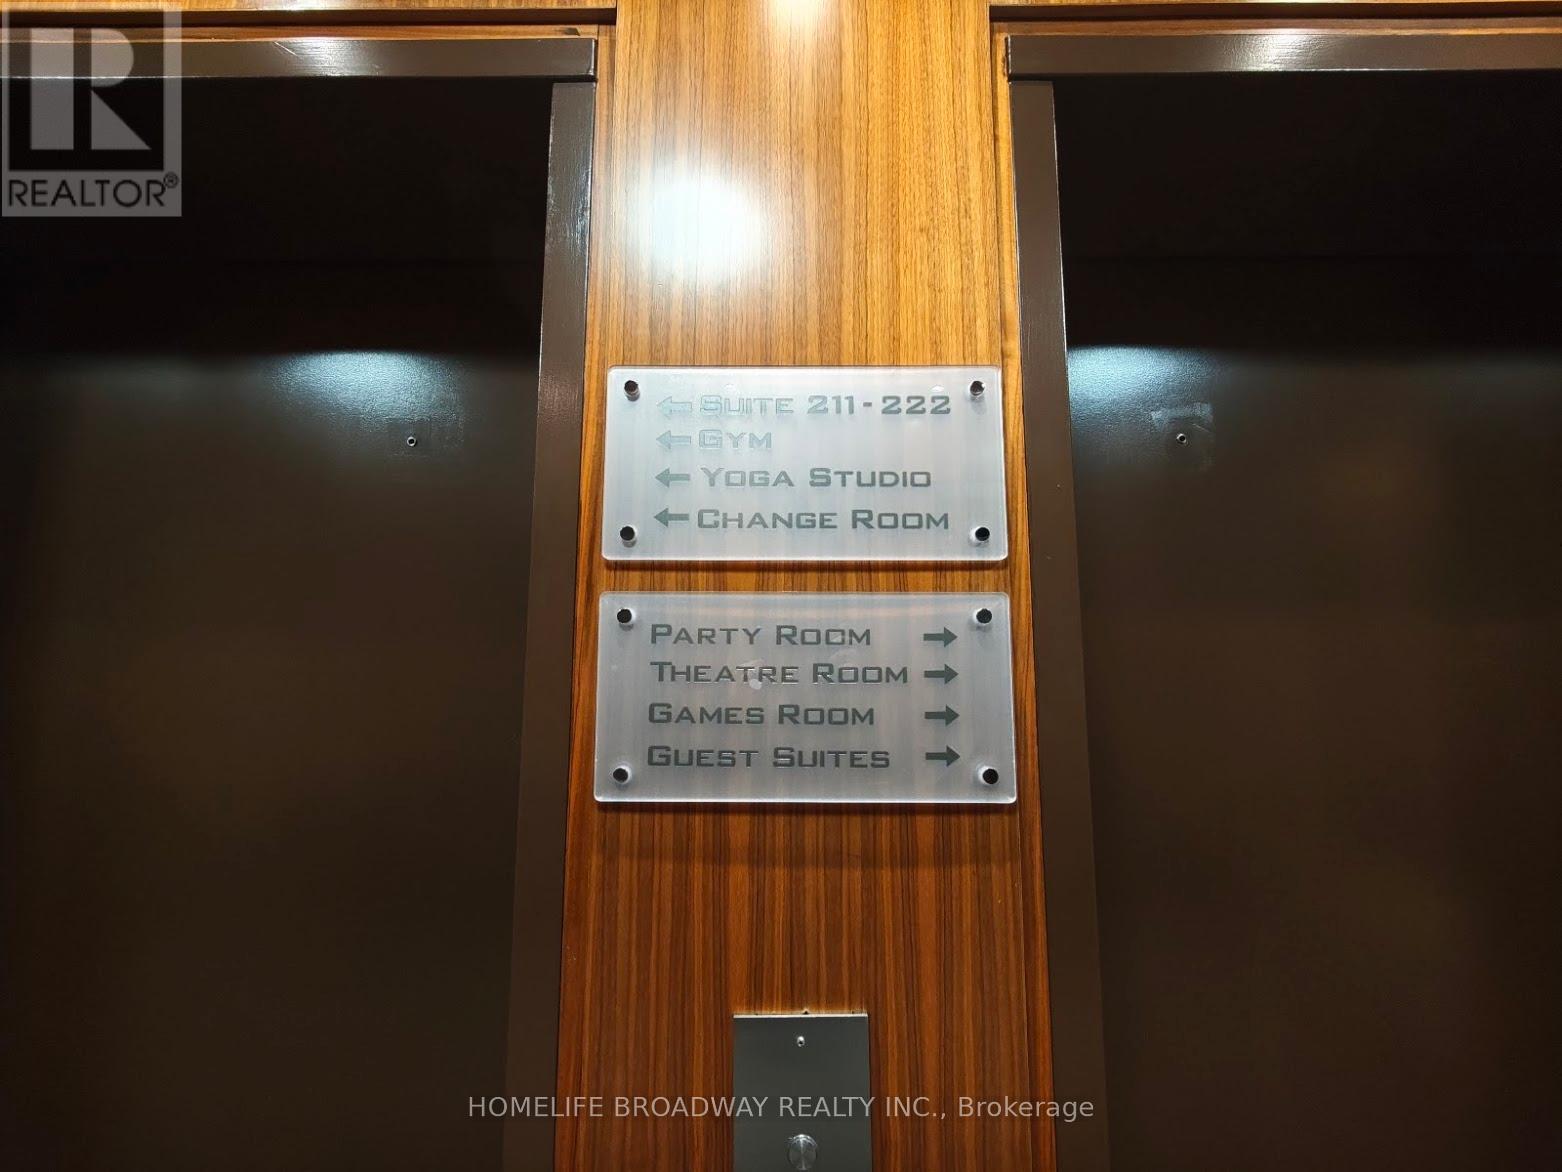 R
REALTOR®
← SUITE 211 - 222
← GYM
← YOGA STUDIO
← CHANGE ROOM
PARTY ROOM →
THEATRE ROOM →
GAMES ROOM →
GUEST SUITES →
HOMELIFE BROADWAY REALTY INC., Brokerage